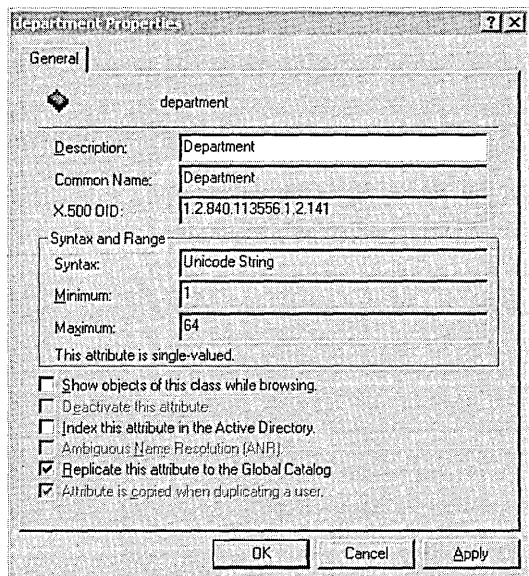 department Properties
General
department
Description: Department
Common Name: Department
X.500 OID: 1.2.840.113556.1.2.141
Syntax and Range
Syntax: Unicode String
Minimum: 1
Maximum: 64
This attribute is single-valued.
Show objects of this class while browsing.
Deactivate this attribute.
Index this attribute in the Active Directory.
Ambiguous Name Resolution (ANR).
Replicate this attribute to the Global Catalog
Attribute is copied when duplicating a user.
OK Cancel Apply